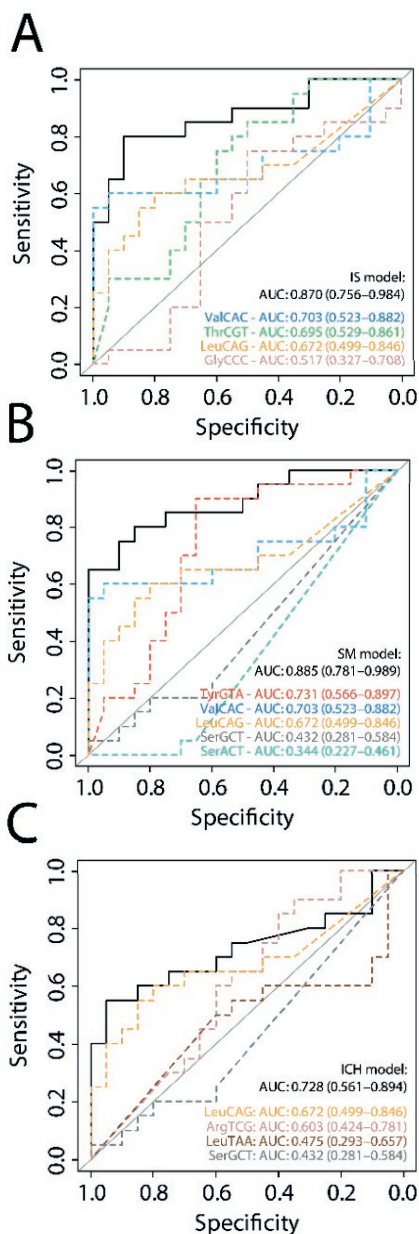 A
Sensitivity
1.0
0.8
0.6
0.4
0.2
0.0
IS model:
AUC: 0.870 (0.756–0.984)
ValCAC - AUC: 0.703 (0.523–0.882)
ThrCGT - AUC: 0.695 (0.529–0.861)
LeuCAG - AUC: 0.672 (0.499–0.846)
GlyCCC - AUC: 0.517 (0.327–0.708)
1.0 0.8 0.6 0.4 0.2 0.0
Specificity
B
Sensitivity
1.0
0.8
0.6
0.4
0.2
0.0
SM model:
AUC: 0.885 (0.781–0.989)
TyrGTA - AUC: 0.731 (0.566–0.897)
ValCAC - AUC: 0.703 (0.523–0.882)
LeuCAG - AUC: 0.672 (0.499–0.846)
SerGCT - AUC: 0.432 (0.281–0.584)
SerACT - AUC: 0.344 (0.227–0.461)
1.0 0.8 0.6 0.4 0.2 0.0
Specificity
C
Sensitivity
1.0
0.8
0.6
0.4
0.2
0.0
ICH model:
AUC: 0.728 (0.561–0.894)
LeuCAG: AUC: 0.672 (0.499–0.846)
ArgTCG: AUC: 0.603 (0.424–0.781)
LeuTAA: AUC: 0.475 (0.293–0.657)
SerGCT: AUC: 0.432 (0.281–0.584)
1.0 0.8 0.6 0.4 0.2 0.0
Specificity